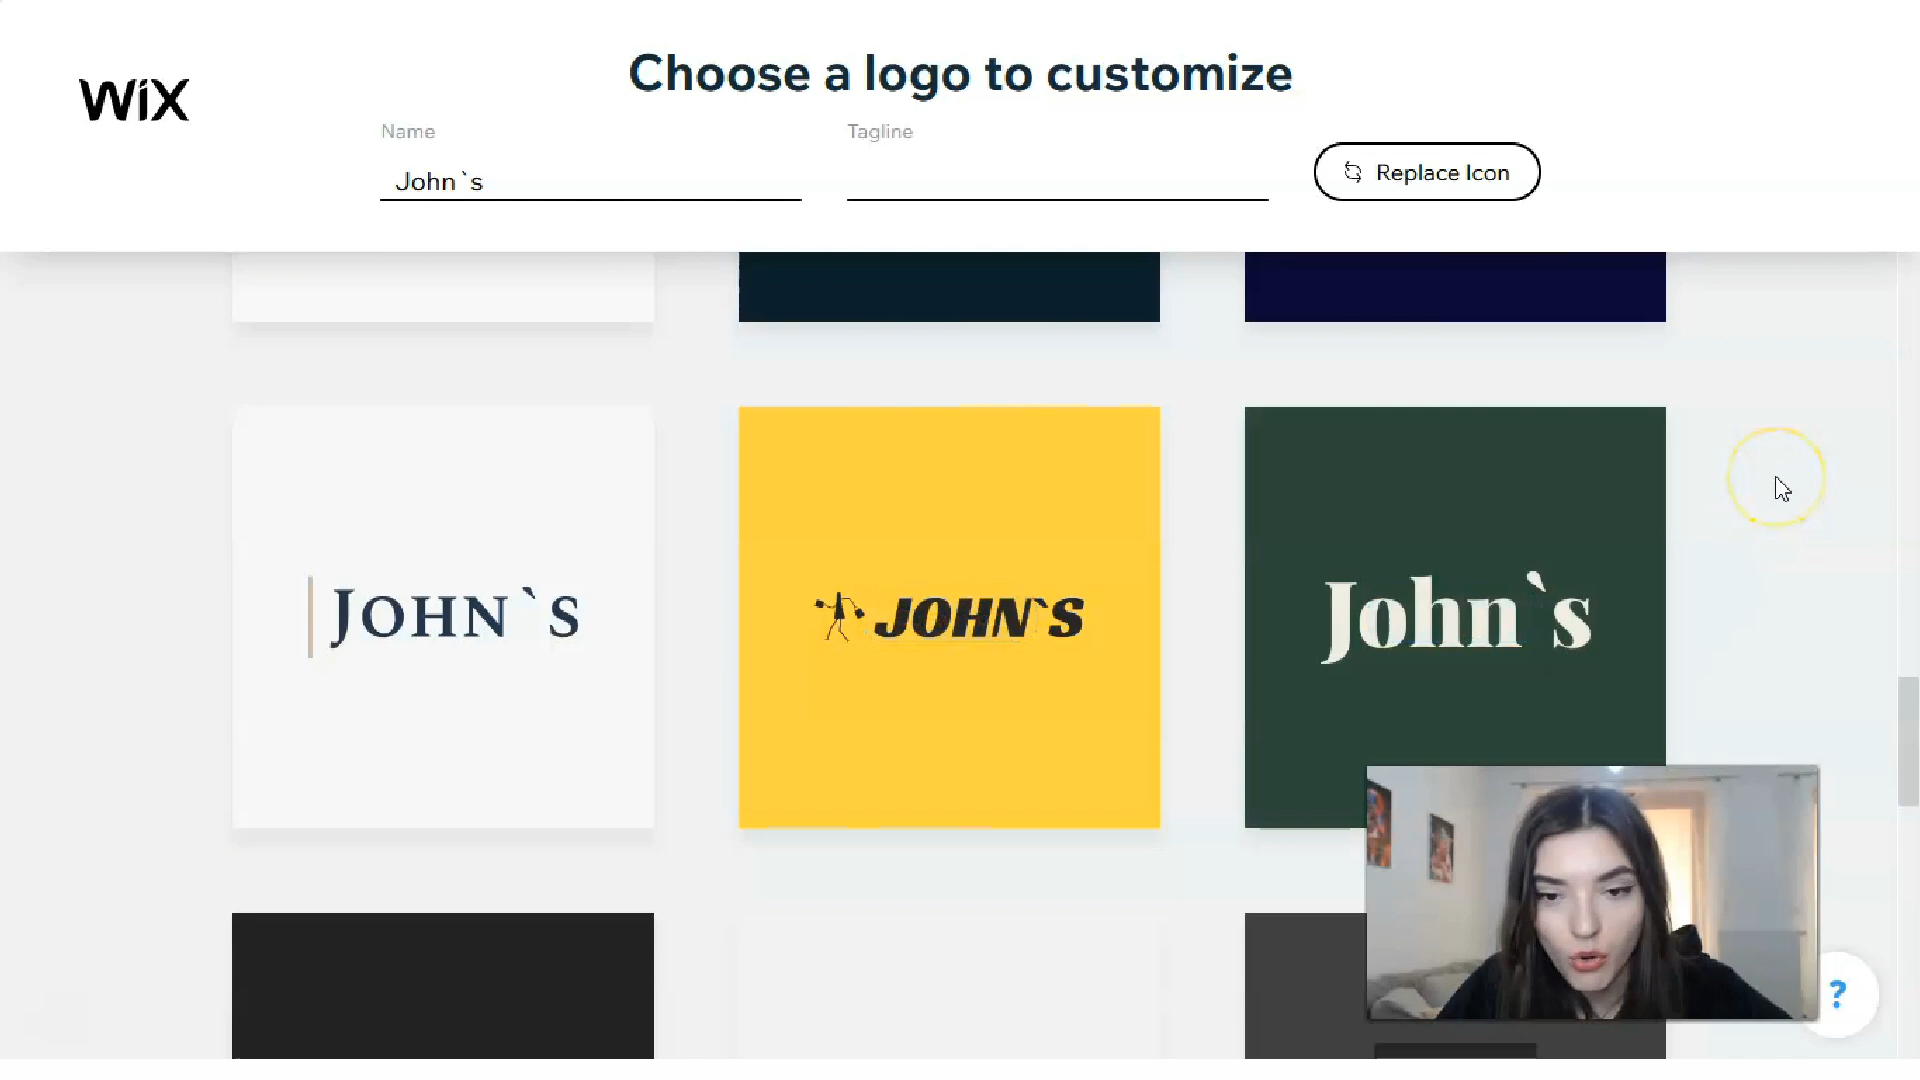 Choose a logo to customize
WiX
Name
Tagline
John`s
Replace Icon
JOHN`S
JOHN`S
John`s
?